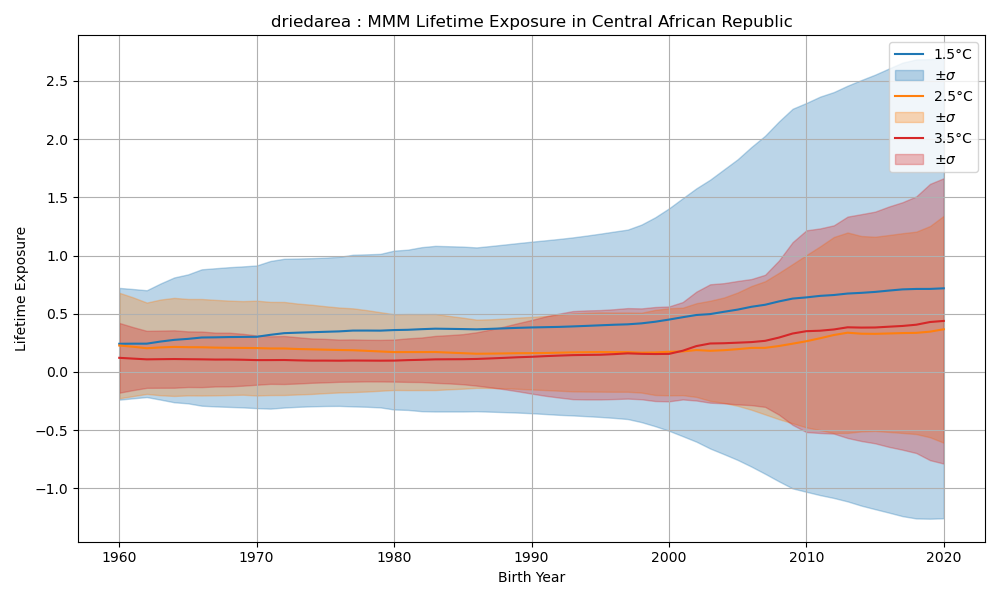 driedarea : MMM Lifetime Exposure in Central African Republic
Lifetime Exposure
2.5
2.0
1.5
1.0
0.5
0.0
−0.5
−1.0
1.5°C
±σ
2.5°C
±σ
3.5°C
±σ
1960 1970 1980 1990 2000 2010 2020
Birth Year